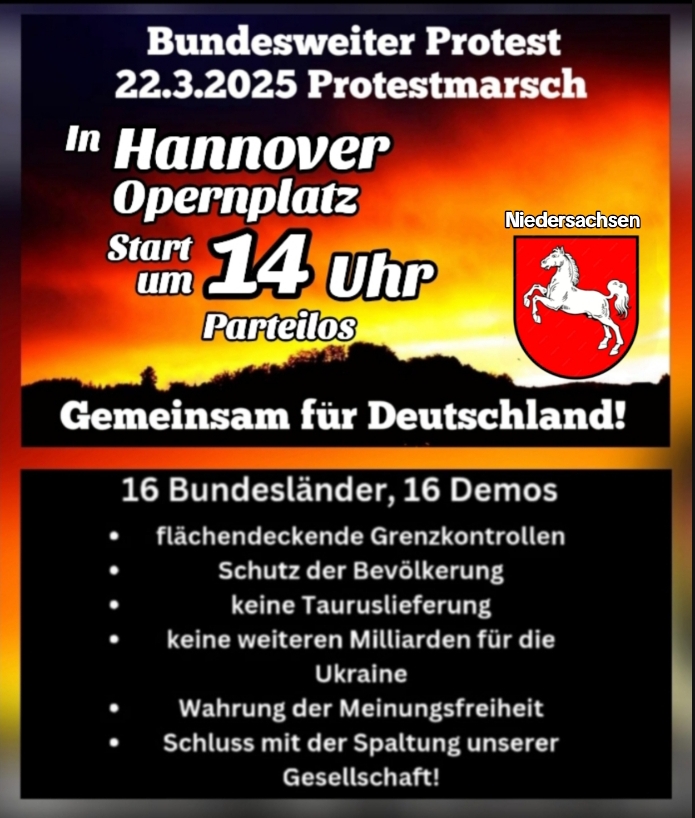 Bundesweiter Protest
22.3.2025 Protestmarsch
In Hannover
Opernplatz
Start
um 14 Uhr
Parteilos
Niedersachsen
Gemeinsam für Deutschland!
16 Bundesländer, 16 Demos
• flächendeckende Grenzkontrollen
• Schutz der Bevölkerung
• keine Tauruslieferung
• keine weiteren Milliarden für die
Ukraine
• Wahrung der Meinungsfreiheit
• Schluss mit der Spaltung unserer
Gesellschaft!